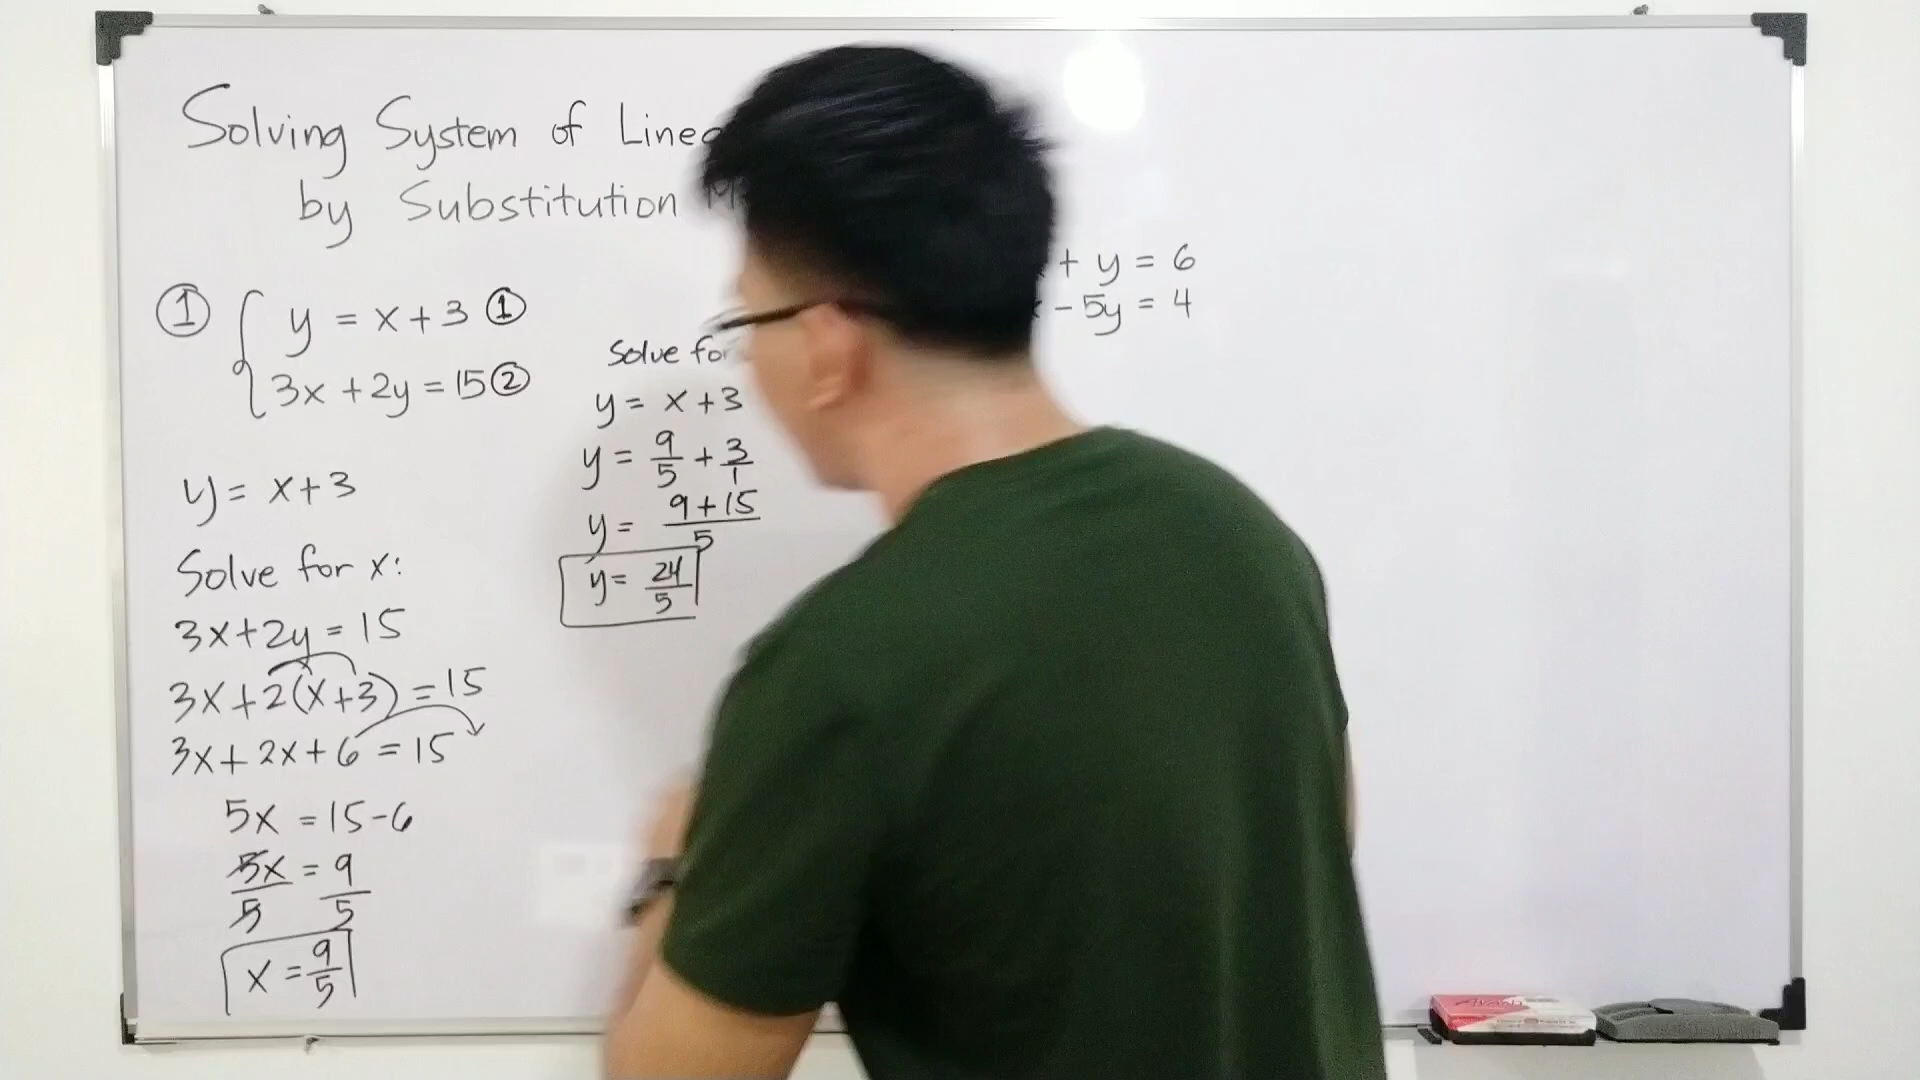 Solving System of
by Substitution
① y = x + 3 ①
3x + 2y = 15 ②
y = x + 3
Solve for x:
3x + 2y = 15
3x + 2(x + 3) = 15
3x + 2x + 6 = 15
5x = 15 - 6
5x/5 = 9/5
x = 9/5
Solve for
y = x + 3
y = 9/5 + 3/1
y = 9 + 15/5
y = 24/5
+ y = 6
- 5y = 4